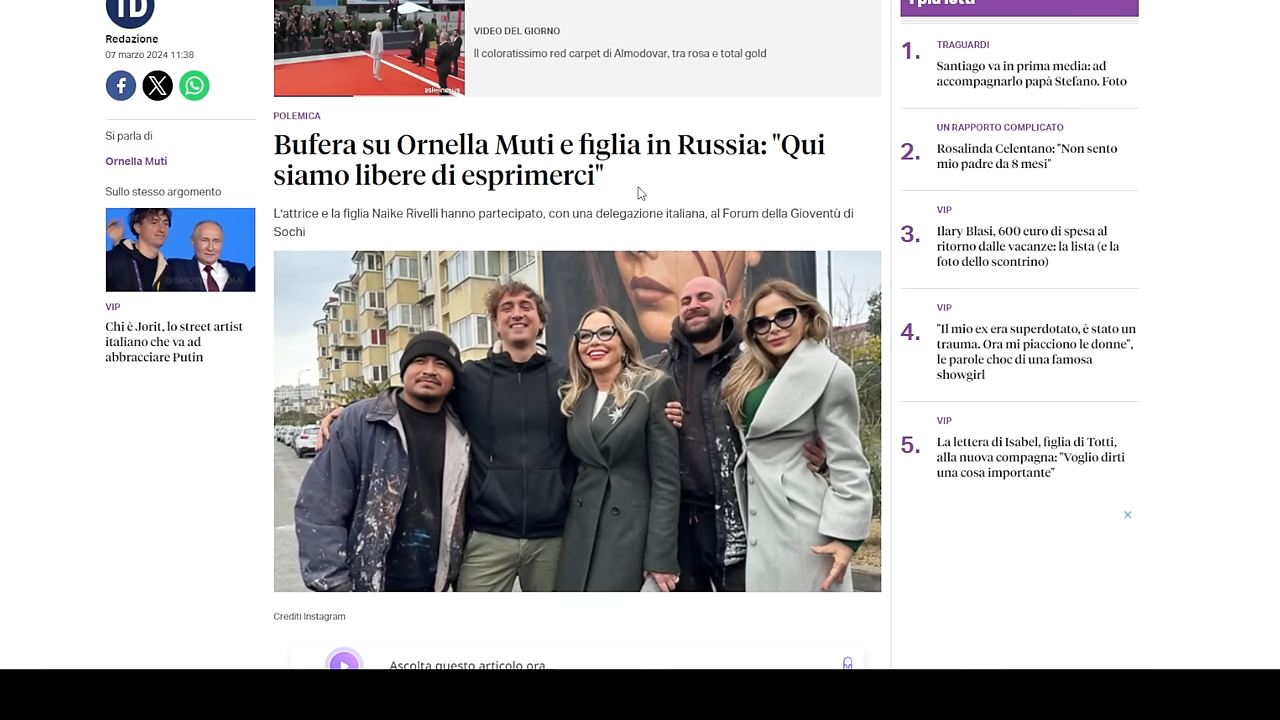 TD
Redazione
07 marzo 2024 11:38
Si parla di
Ornella Muti
Sullo stesso argomento
VIP
Chi è Jorit, lo street artist
italiano che va ad
abbracciare Putin
askanews
VIDEO DEL GIORNO
Il coloratissimo red carpet di Almodovar, tra rosa e total gold
POLEMICA
Bufera su Ornella Muti e figlia in Russia: "Qui
siamo libere di esprimerci"
L'attrice e la figlia Naike Rivelli hanno partecipato, con una delegazione italiana, al Forum della Gioventù di
Sochi
Crediti Instagram
Ascolta questo articolo ora...
I più letti
1.
TRAGUARDI
Santiago va in prima media: ad
accompagnarlo papà Stefano. Foto
2.
UN RAPPORTO COMPLICATO
Rosalinda Celentano: "Non sento
mio padre da 8 mesi"
3.
VIP
Ilary Blasi, 600 euro di spesa al
ritorno dalle vacanze: la lista (e la
foto dello scontrino)
4.
VIP
"Il mio ex era superdotato, è stato un
trauma. Ora mi piacciono le donne",
le parole choc di una famosa
showgirl
5.
VIP
La lettera di Isabel, figlia di Totti,
alla nuova compagna: "Voglio dirti
una cosa importante"